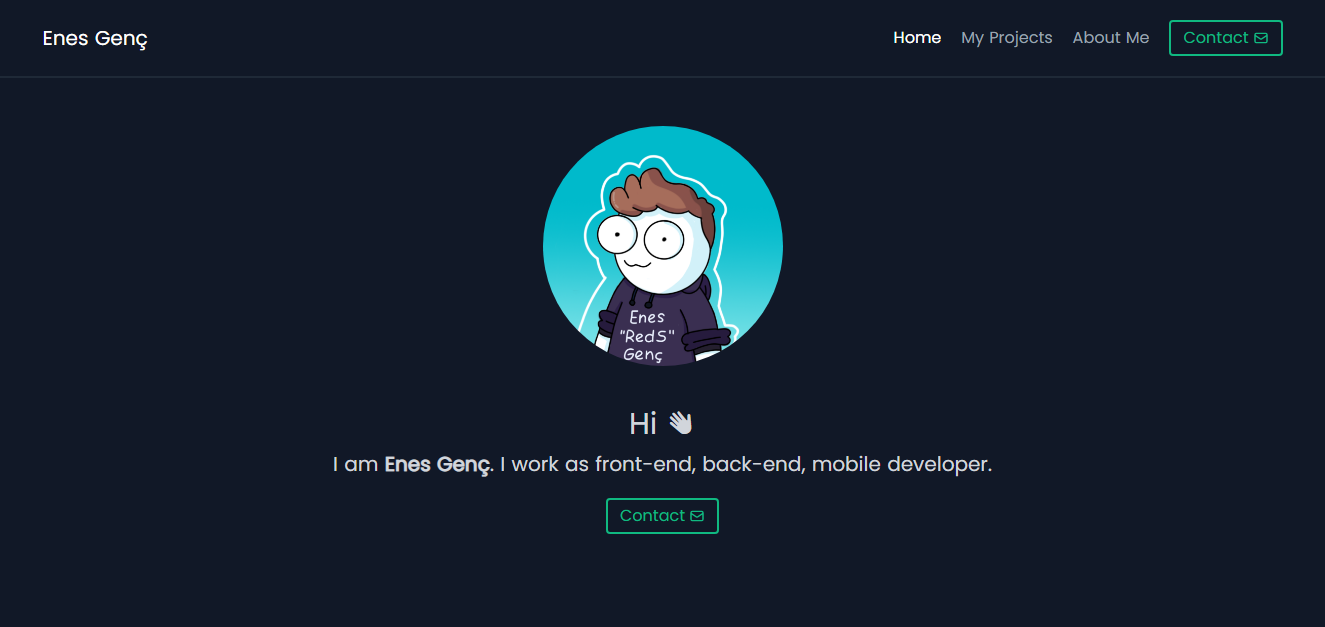 Enes Genç
Home
My Projects
About Me
Contact
Enes
"RedS"
Genç
Hi
I am Enes Genç. I work as front-end, back-end, mobile developer.
Contact